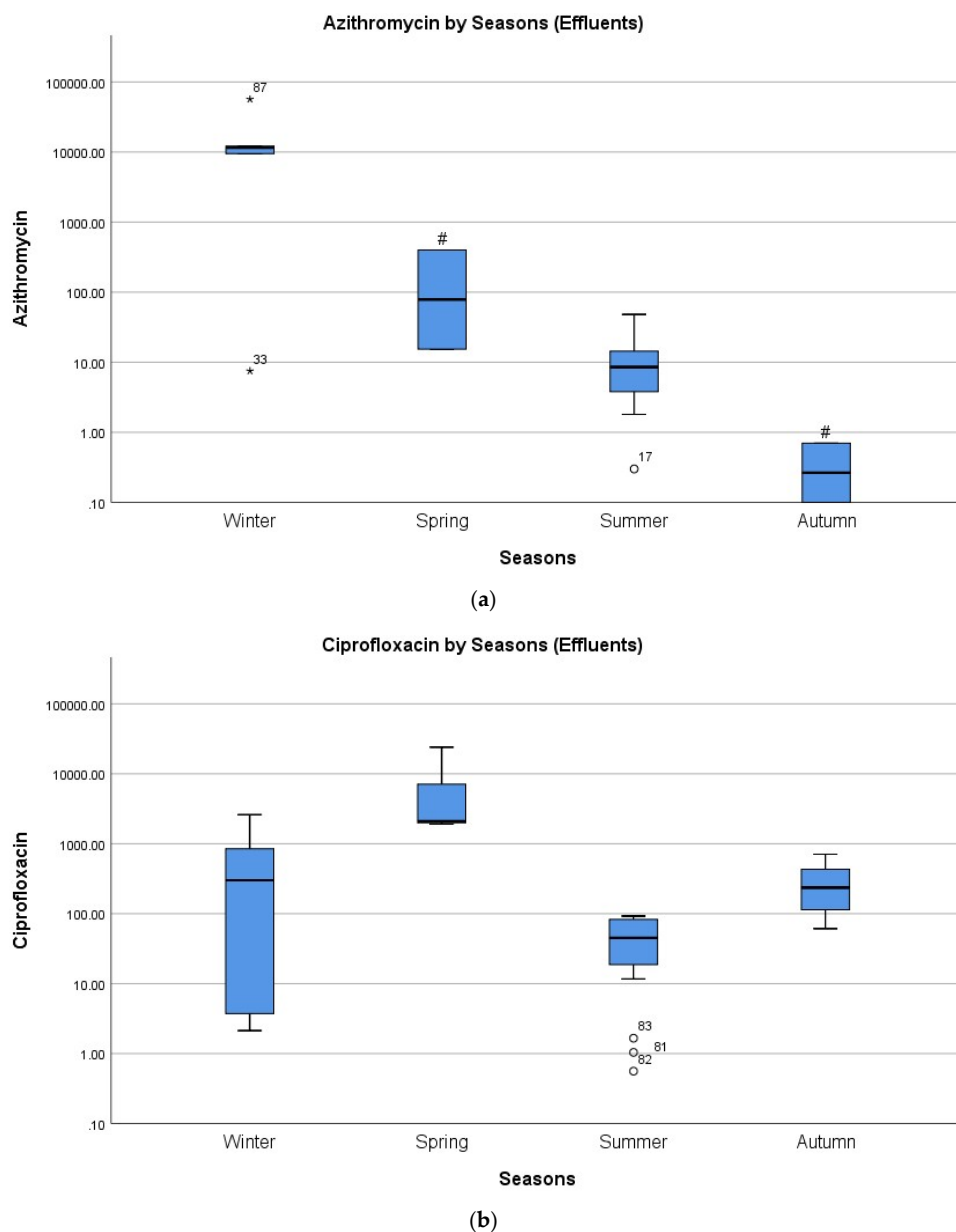 Azithromycin by Seasons (Effluents)
100000.00
10000.00
1000.00
100.00
10.00
1.00
.10
Azithromycin
87
33
#
17
#
Winter Spring Summer Autumn
Seasons
(a)
Ciprofloxacin by Seasons (Effluents)
100000.00
10000.00
1000.00
100.00
10.00
1.00
.10
Ciprofloxacin
83
81
82
Winter Spring Summer Autumn
Seasons
(b)